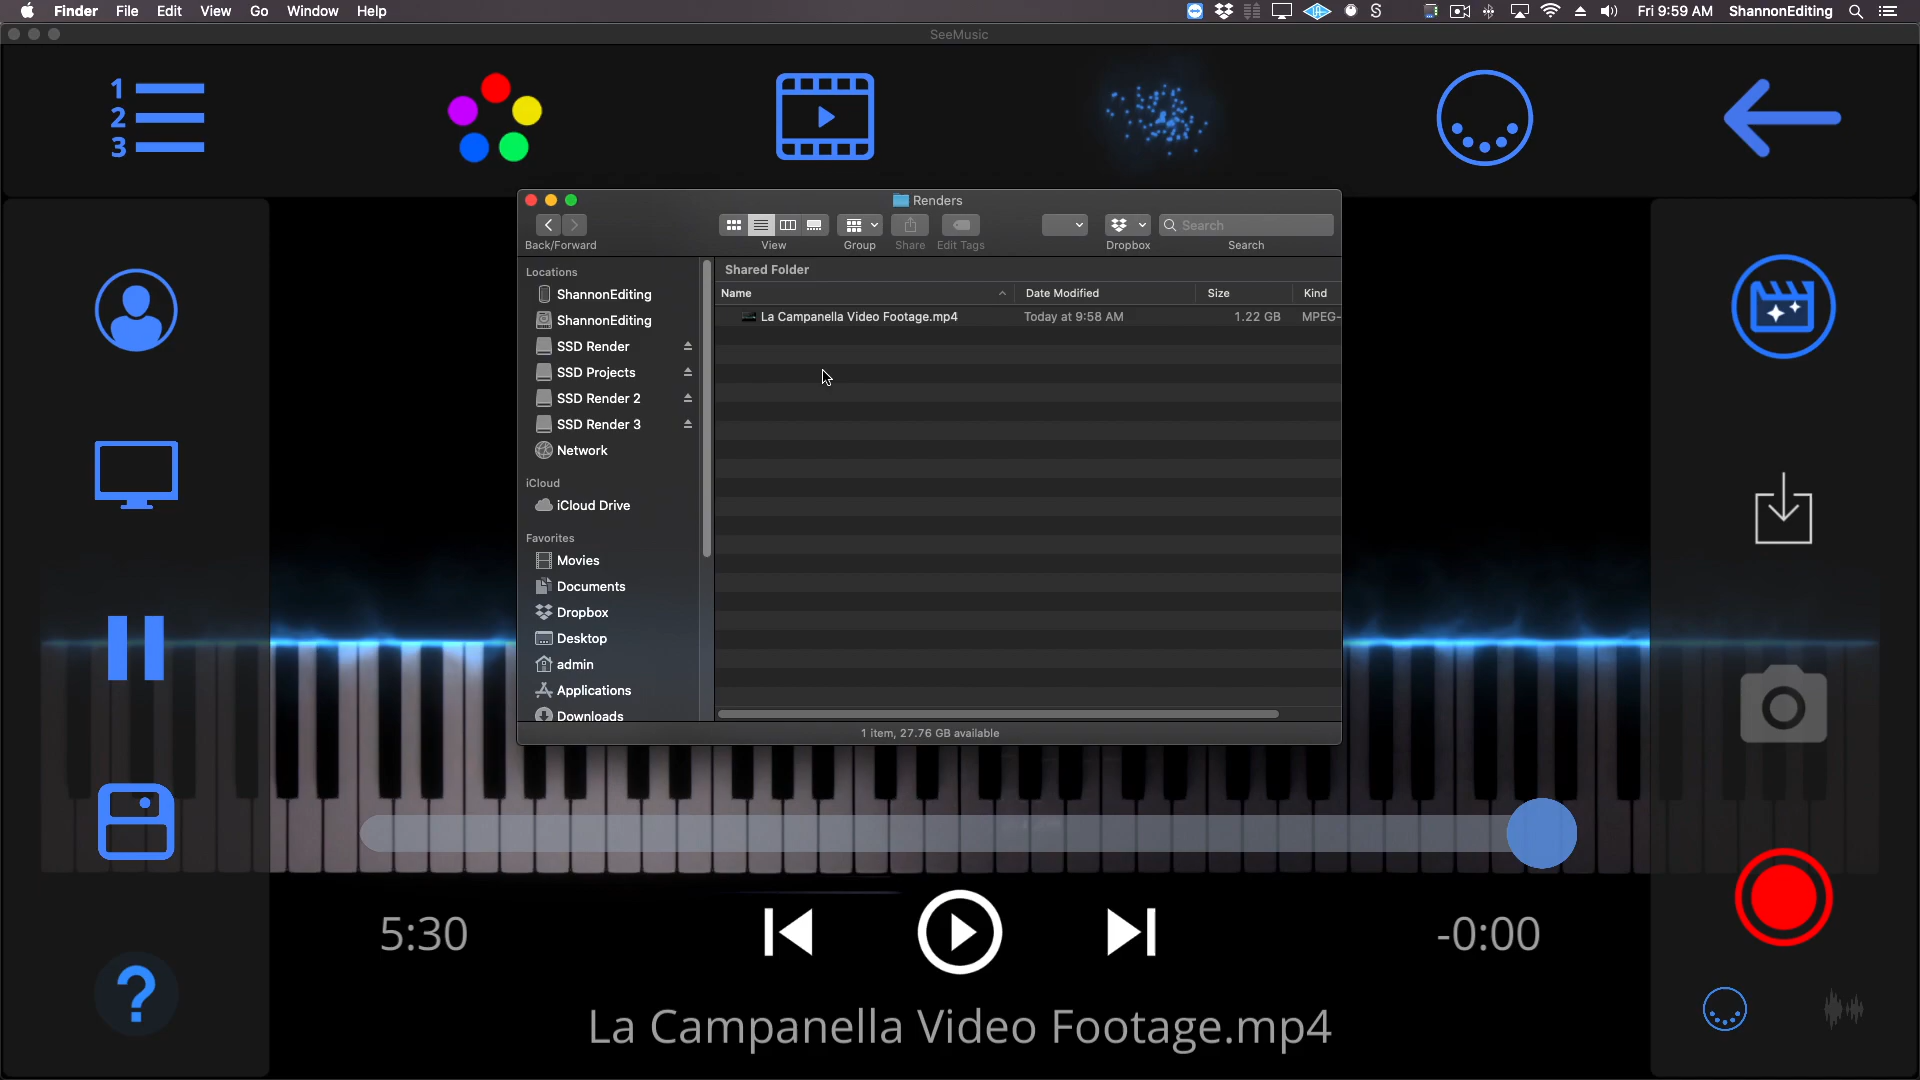 Finder File Edit View Go Window Help Fri 9:59 AM ShannonEditing
SeeMusic
1
2
3
Renders
Search
Back/Forward View Group Share Edit Tags Dropbox Search
Locations
ShannonEditing
ShannonEditing
SSD Render
SSD Projects
SSD Render 2
SSD Render 3
Network
iCloud
iCloud Drive
Favorites
Movies
Documents
Dropbox
Desktop
admin
Applications
Downloads
Shared Folder
Name Date Modified Size Kind
La Campanella Video Footage.mp4 Today at 9:58 AM 1.22 GB MPEG-
1 item, 27.76 GB available
?
5:30 -0:00
La Campanella Video Footage.mp4